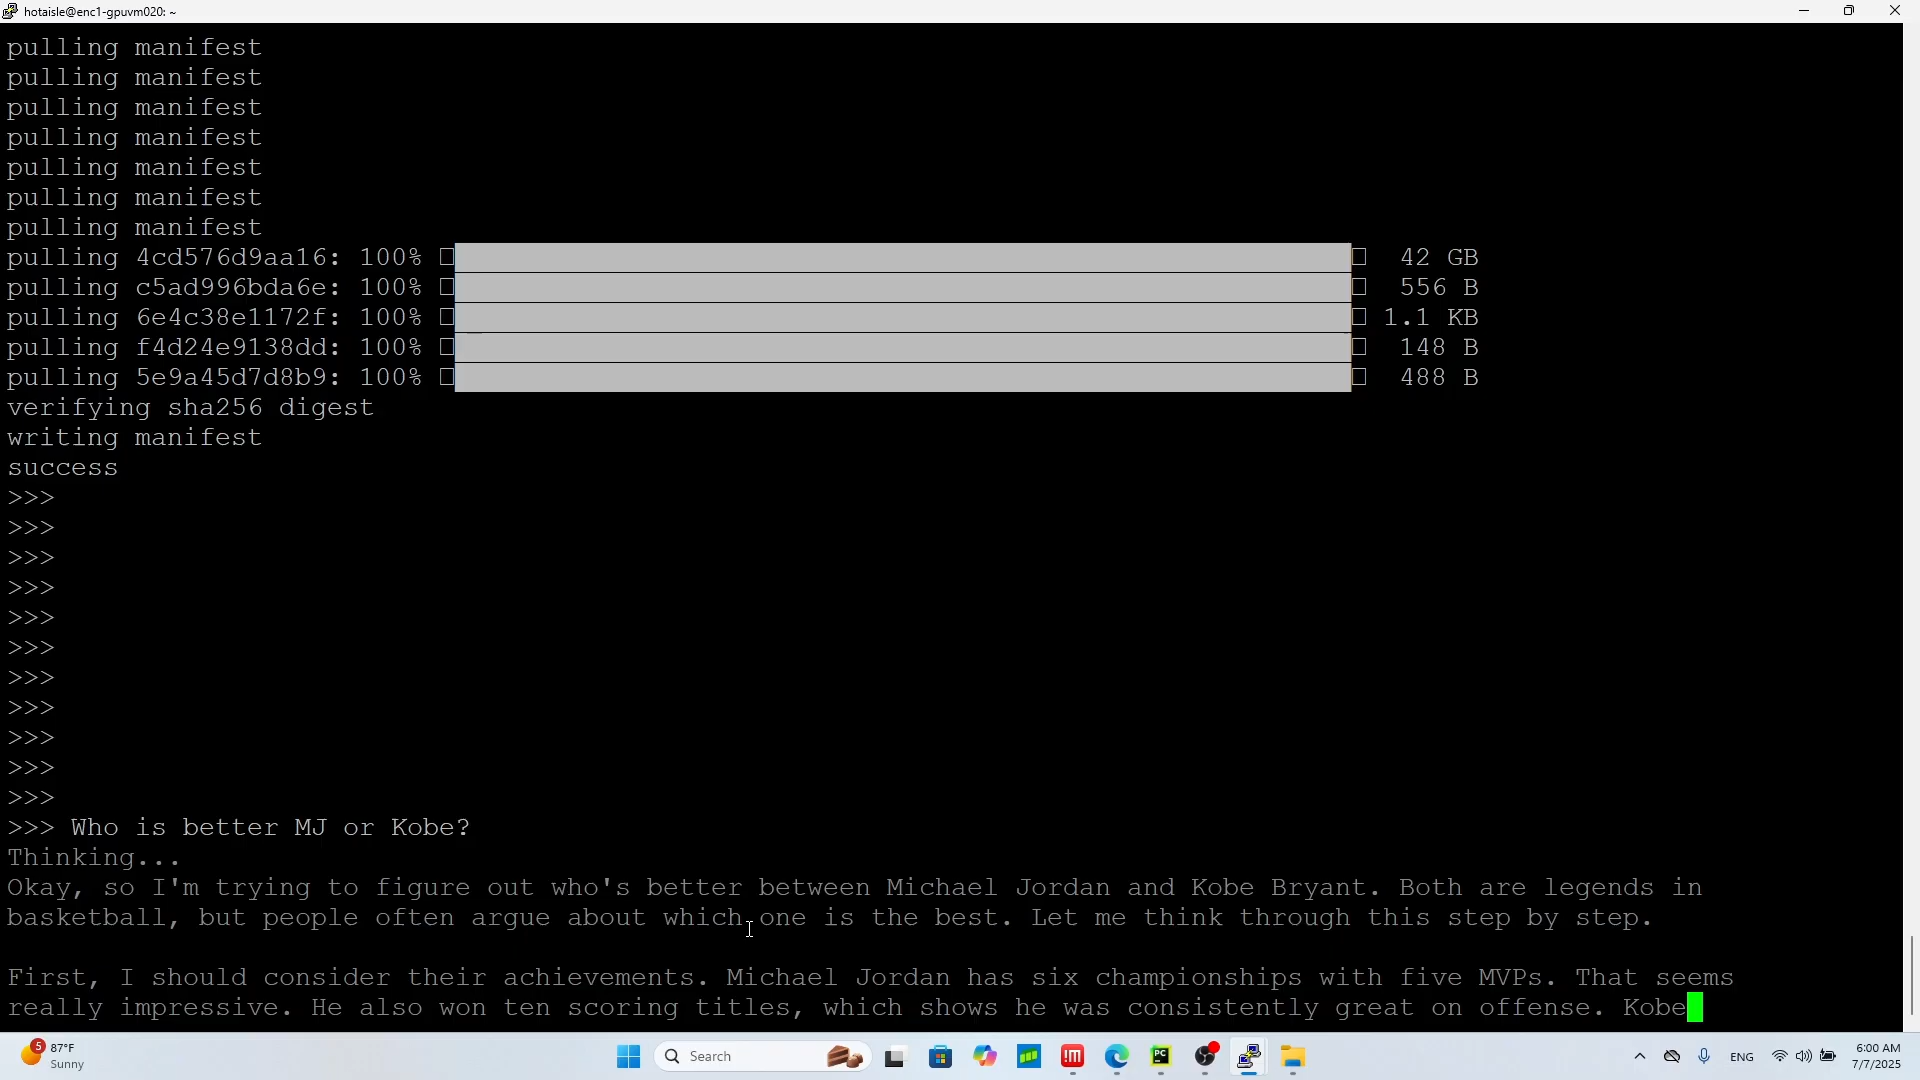 hotaisle@enc1-gpuvm020: ~
pulling manifest
pulling manifest
pulling manifest
pulling manifest
pulling manifest
pulling manifest
pulling manifest
pulling 4cd576d9aa16: 100% 42 GB
pulling c5ad996bda6e: 100% 556 B
pulling 6e4c38e1172f: 100% 1.1 KB
pulling f4d24e9138dd: 100% 148 B
pulling 5e9a45d7d8b9: 100% 488 B
verifying sha256 digest
writing manifest
success
>>>
>>>
>>>
>>>
>>>
>>>
>>>
>>>
>>>
>>>
>>>
>>> Who is better MJ or Kobe?
Thinking...
Okay, so I'm trying to figure out who's better between Michael Jordan and Kobe Bryant. Both are legends in
basketball, but people often argue about which one is the best. Let me think through this step by step.
First, I should consider their achievements. Michael Jordan has six championships with five MVPs. That seems
really impressive. He also won ten scoring titles, which shows he was consistently great on offense. Kobe
5
87°F
Sunny
Search
!M
PC
ENG
6:00 AM
7/7/2025